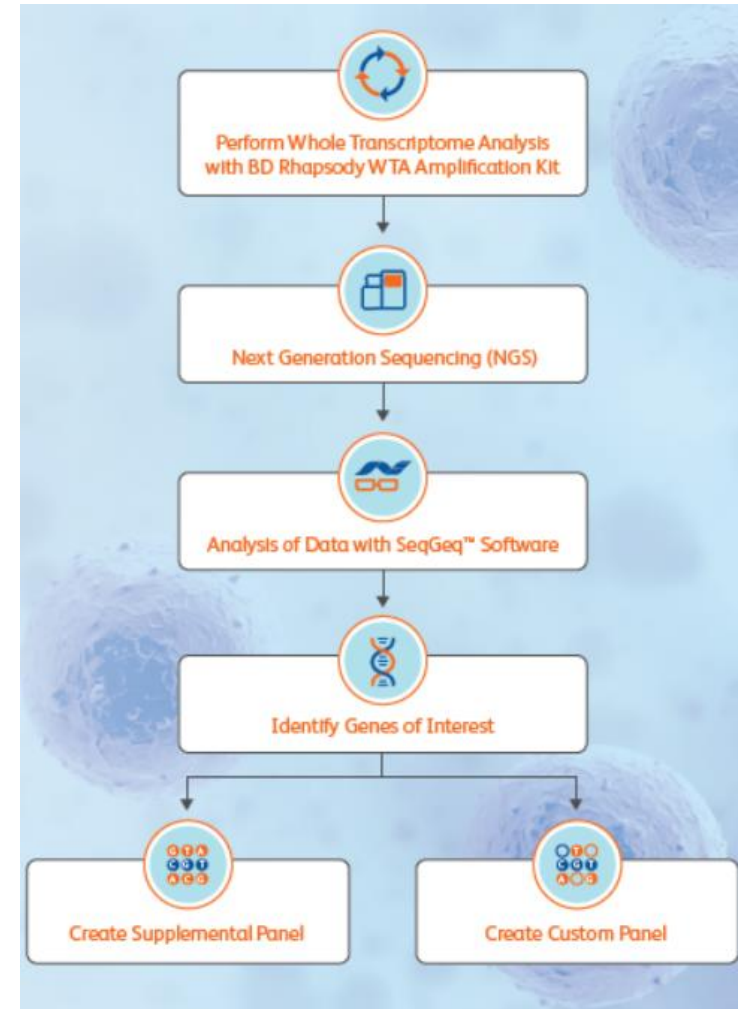 Perform Whole Transcriptome Analysis
with BD Rhapsody WTA Amplification Kit
Next Generation Sequencing (NGS)
Analysis of Data with SeqGeq™ Software
Identify Genes of Interest
G T A
C G T
A C G
Create Supplemental Panel
T
C G T
A G
Create Custom Panel